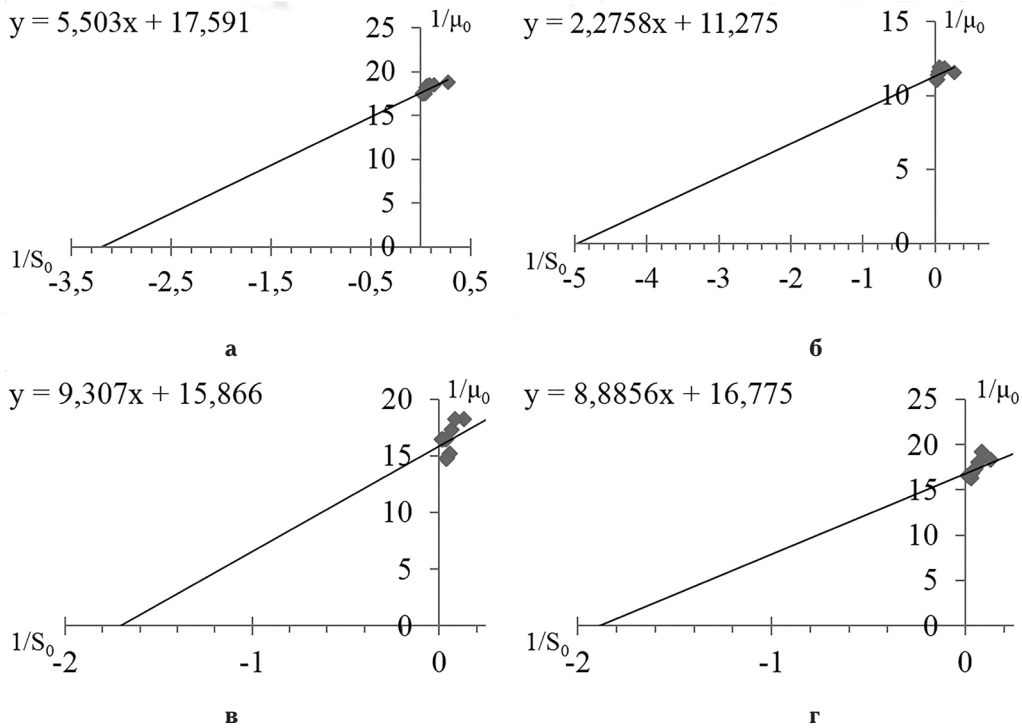 y = 5,503x + 17,591
1/μ₀
25
20
15
10
5
0
1/S₀
-3,5 -2,5 -1,5 -0,5 0,5
а
y = 2,2758x + 11,275
1/μ₀
15
10
5
0
1/S₀
-5 -4 -3 -2 -1 0
б
y = 9,307x + 15,866
1/μ₀
20
15
10
5
0
1/S₀
-2 -1 0
в
y = 8,8856x + 16,775
1/μ₀
25
20
15
10
5
0
1/S₀
-2 -1 0
г